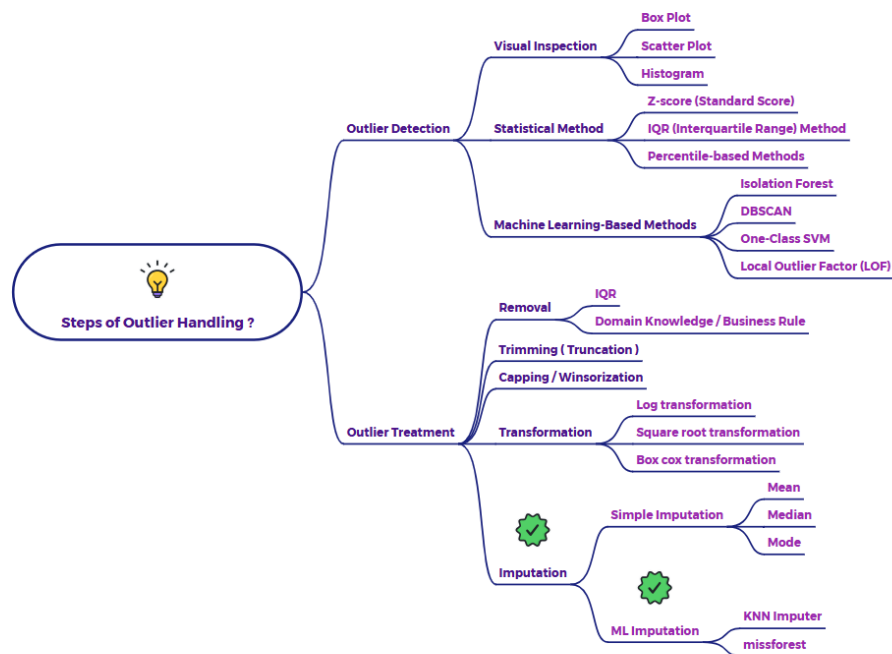 Steps of Outlier Handling ?
Outlier Detection
Visual Inspection
Box Plot
Scatter Plot
Histogram
Statistical Method
Z-score (Standard Score)
IQR (Interquartile Range) Method
Percentile-based Methods
Machine Learning-Based Methods
Isolation Forest
DBSCAN
One-Class SVM
Local Outlier Factor (LOF)
Outlier Treatment
Removal
IQR
Domain Knowledge / Business Rule
Trimming ( Truncation )
Capping / Winsorization
Transformation
Log transformation
Square root transformation
Box cox transformation
Imputation
Simple Imputation
Mean
Median
Mode
ML Imputation
KNN Imputer
missforest